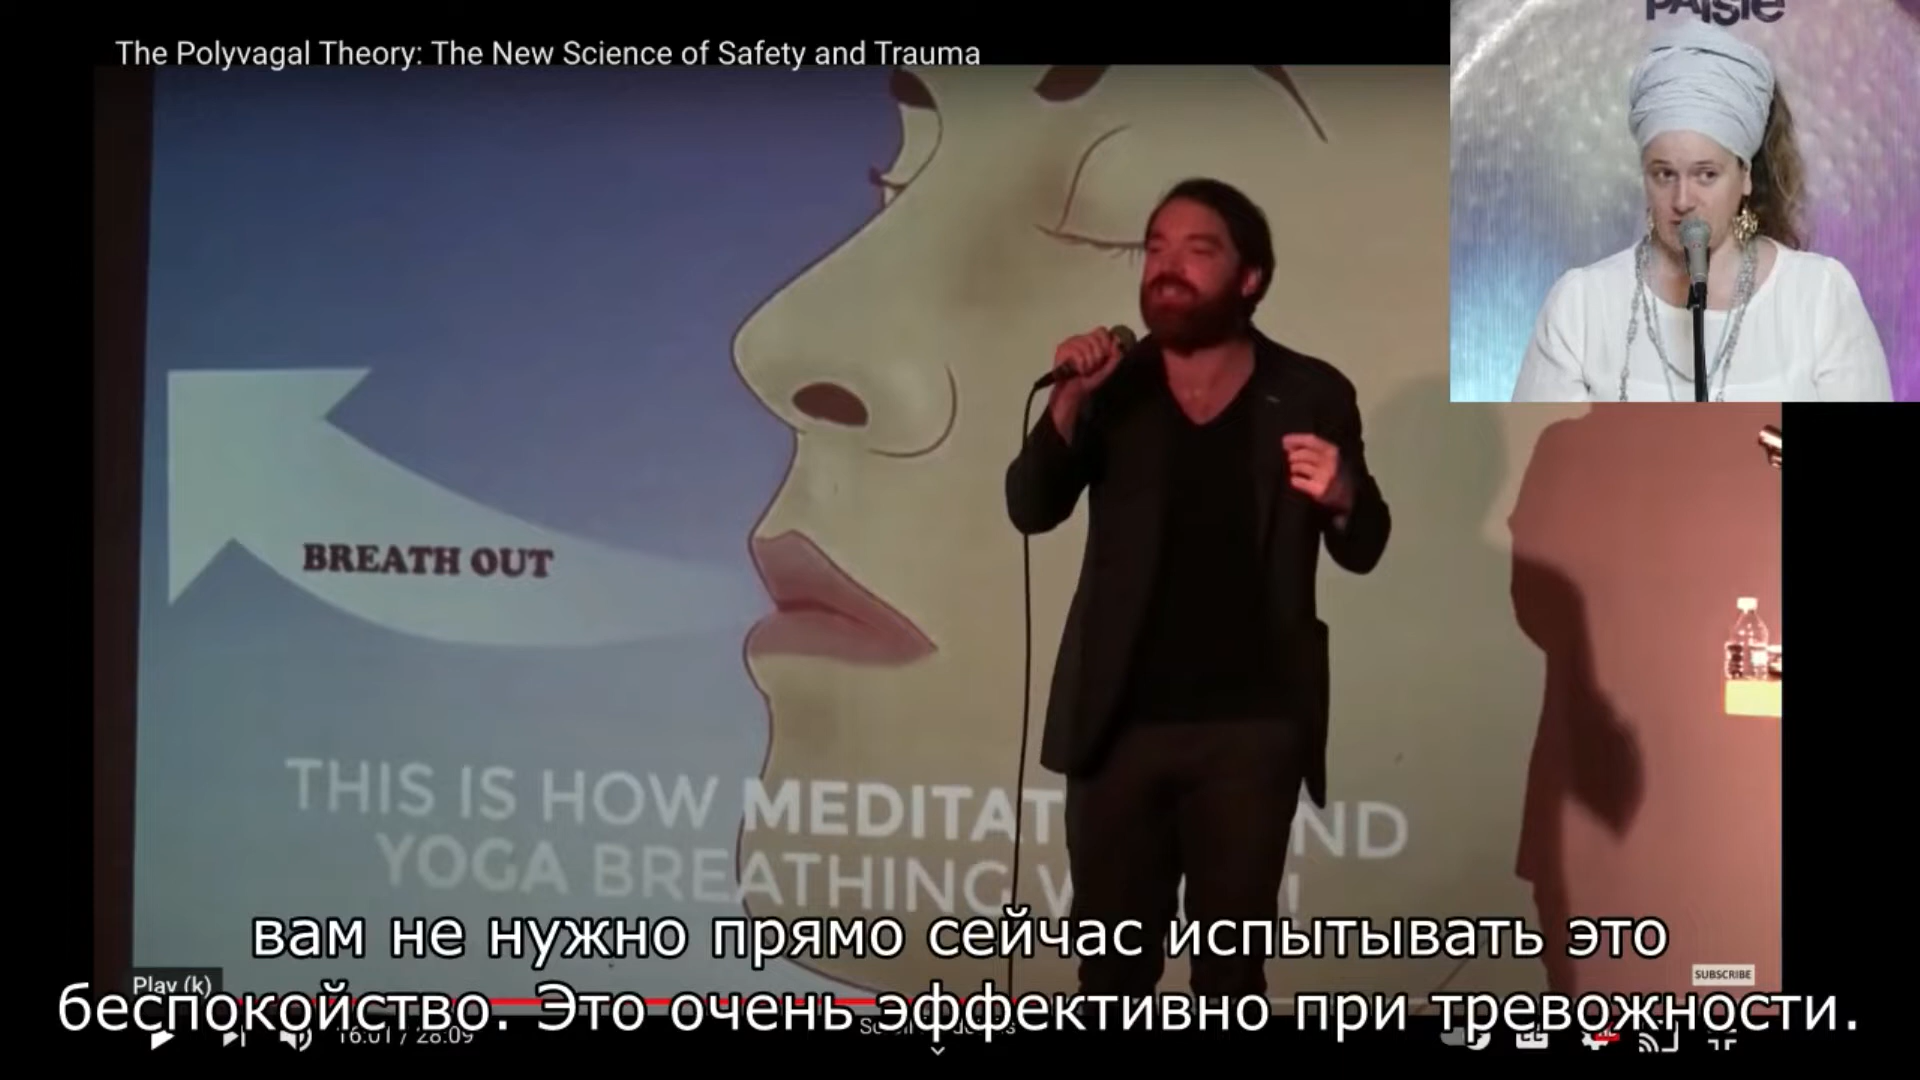 PAisie
The Polyvagal Theory: The New Science of Safety and Trauma
BREATH OUT
THIS IS HOW MEDITAT ND
YOGA BREATHING W !
вам не нужно прямо сейчас испытывать это
беспокойство. Это очень эффективно при тревожности.
Play (k)
SUBSCRIBE
16:01 / 28:09